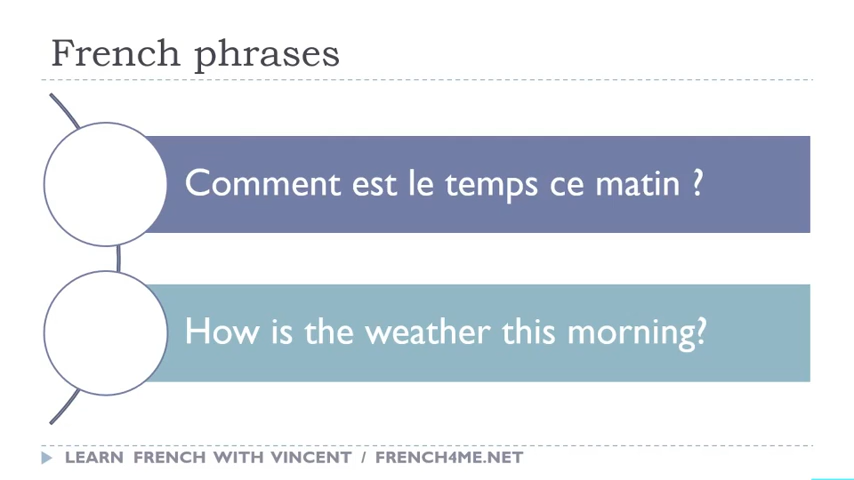 French phrases
Comment est le temps ce matin ?
How is the weather this morning?
LEARN FRENCH WITH VINCENT / FRENCH4ME.NET